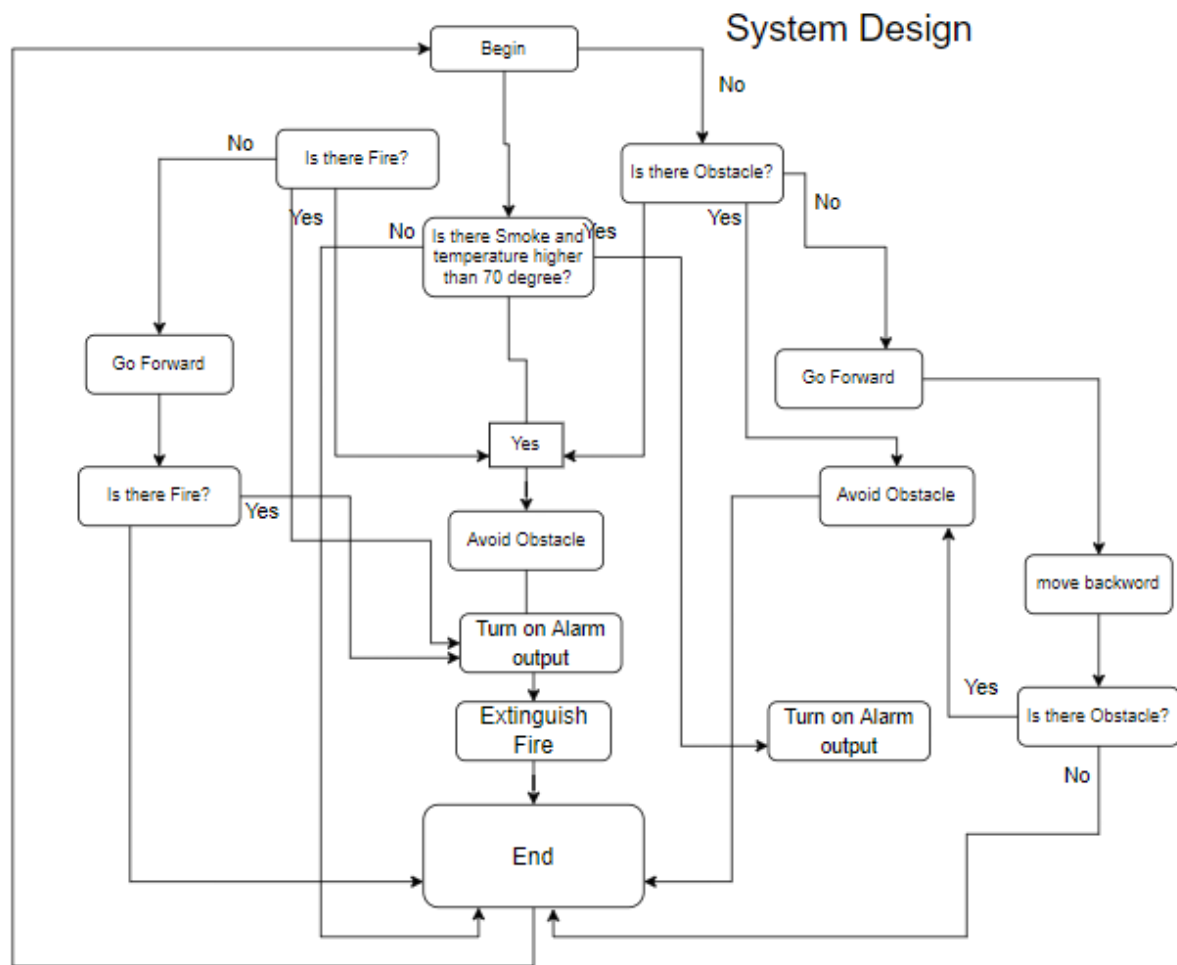 System Design
Begin
No
No
Is there Fire?
Is there Obstacle?
No
Yes
No
Is there Smoke and
temperature higher
than 70 degree?
Yes
Yes
Go Forward
Go Forward
Yes
Is there Fire?
Yes
Avoid Obstacle
Avoid Obstacle
move backword
Turn on Alarm
output
Yes
Is there Obstacle?
Extinguish
Fire
Turn on Alarm
output
No
End